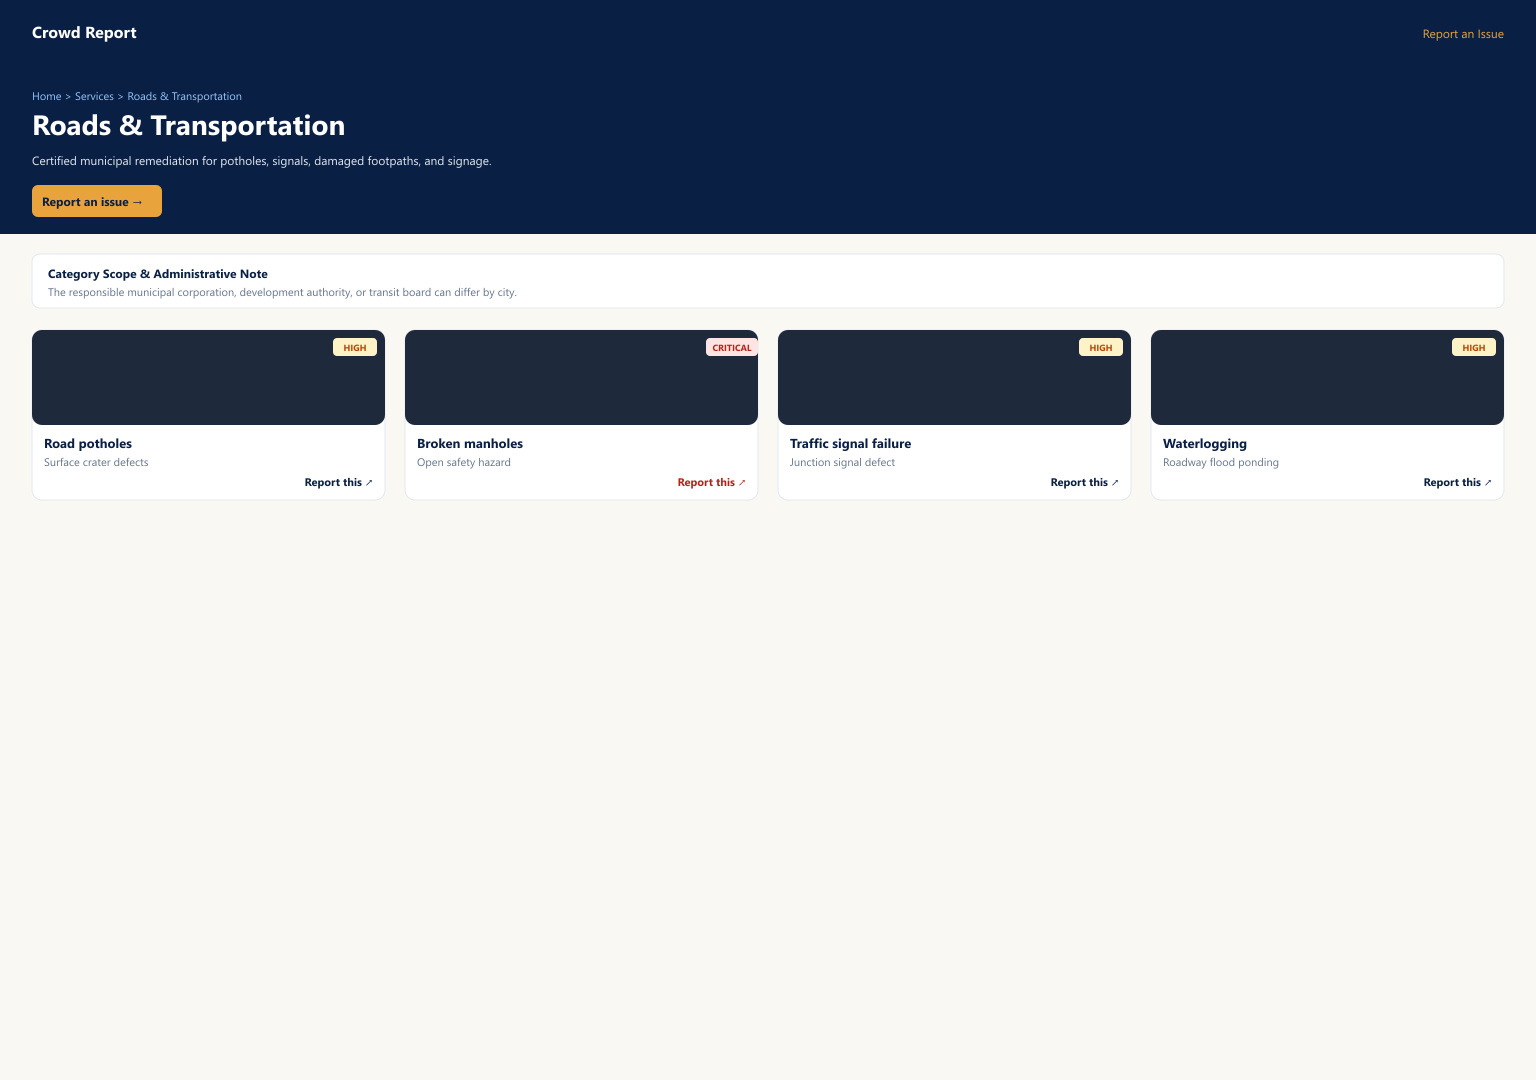 Crowd Report
Report an Issue
Home > Services > Roads & Transportation
Roads & Transportation
Certified municipal remediation for potholes, signals, damaged footpaths, and signage.
Report an issue →
Category Scope & Administrative Note
The responsible municipal corporation, development authority, or transit board can differ by city.
HIGH
Road potholes
Surface crater defects
Report this ↗
CRITICAL
Broken manholes
Open safety hazard
Report this ↗
HIGH
Traffic signal failure
Junction signal defect
Report this ↗
HIGH
Waterlogging
Roadway flood ponding
Report this ↗